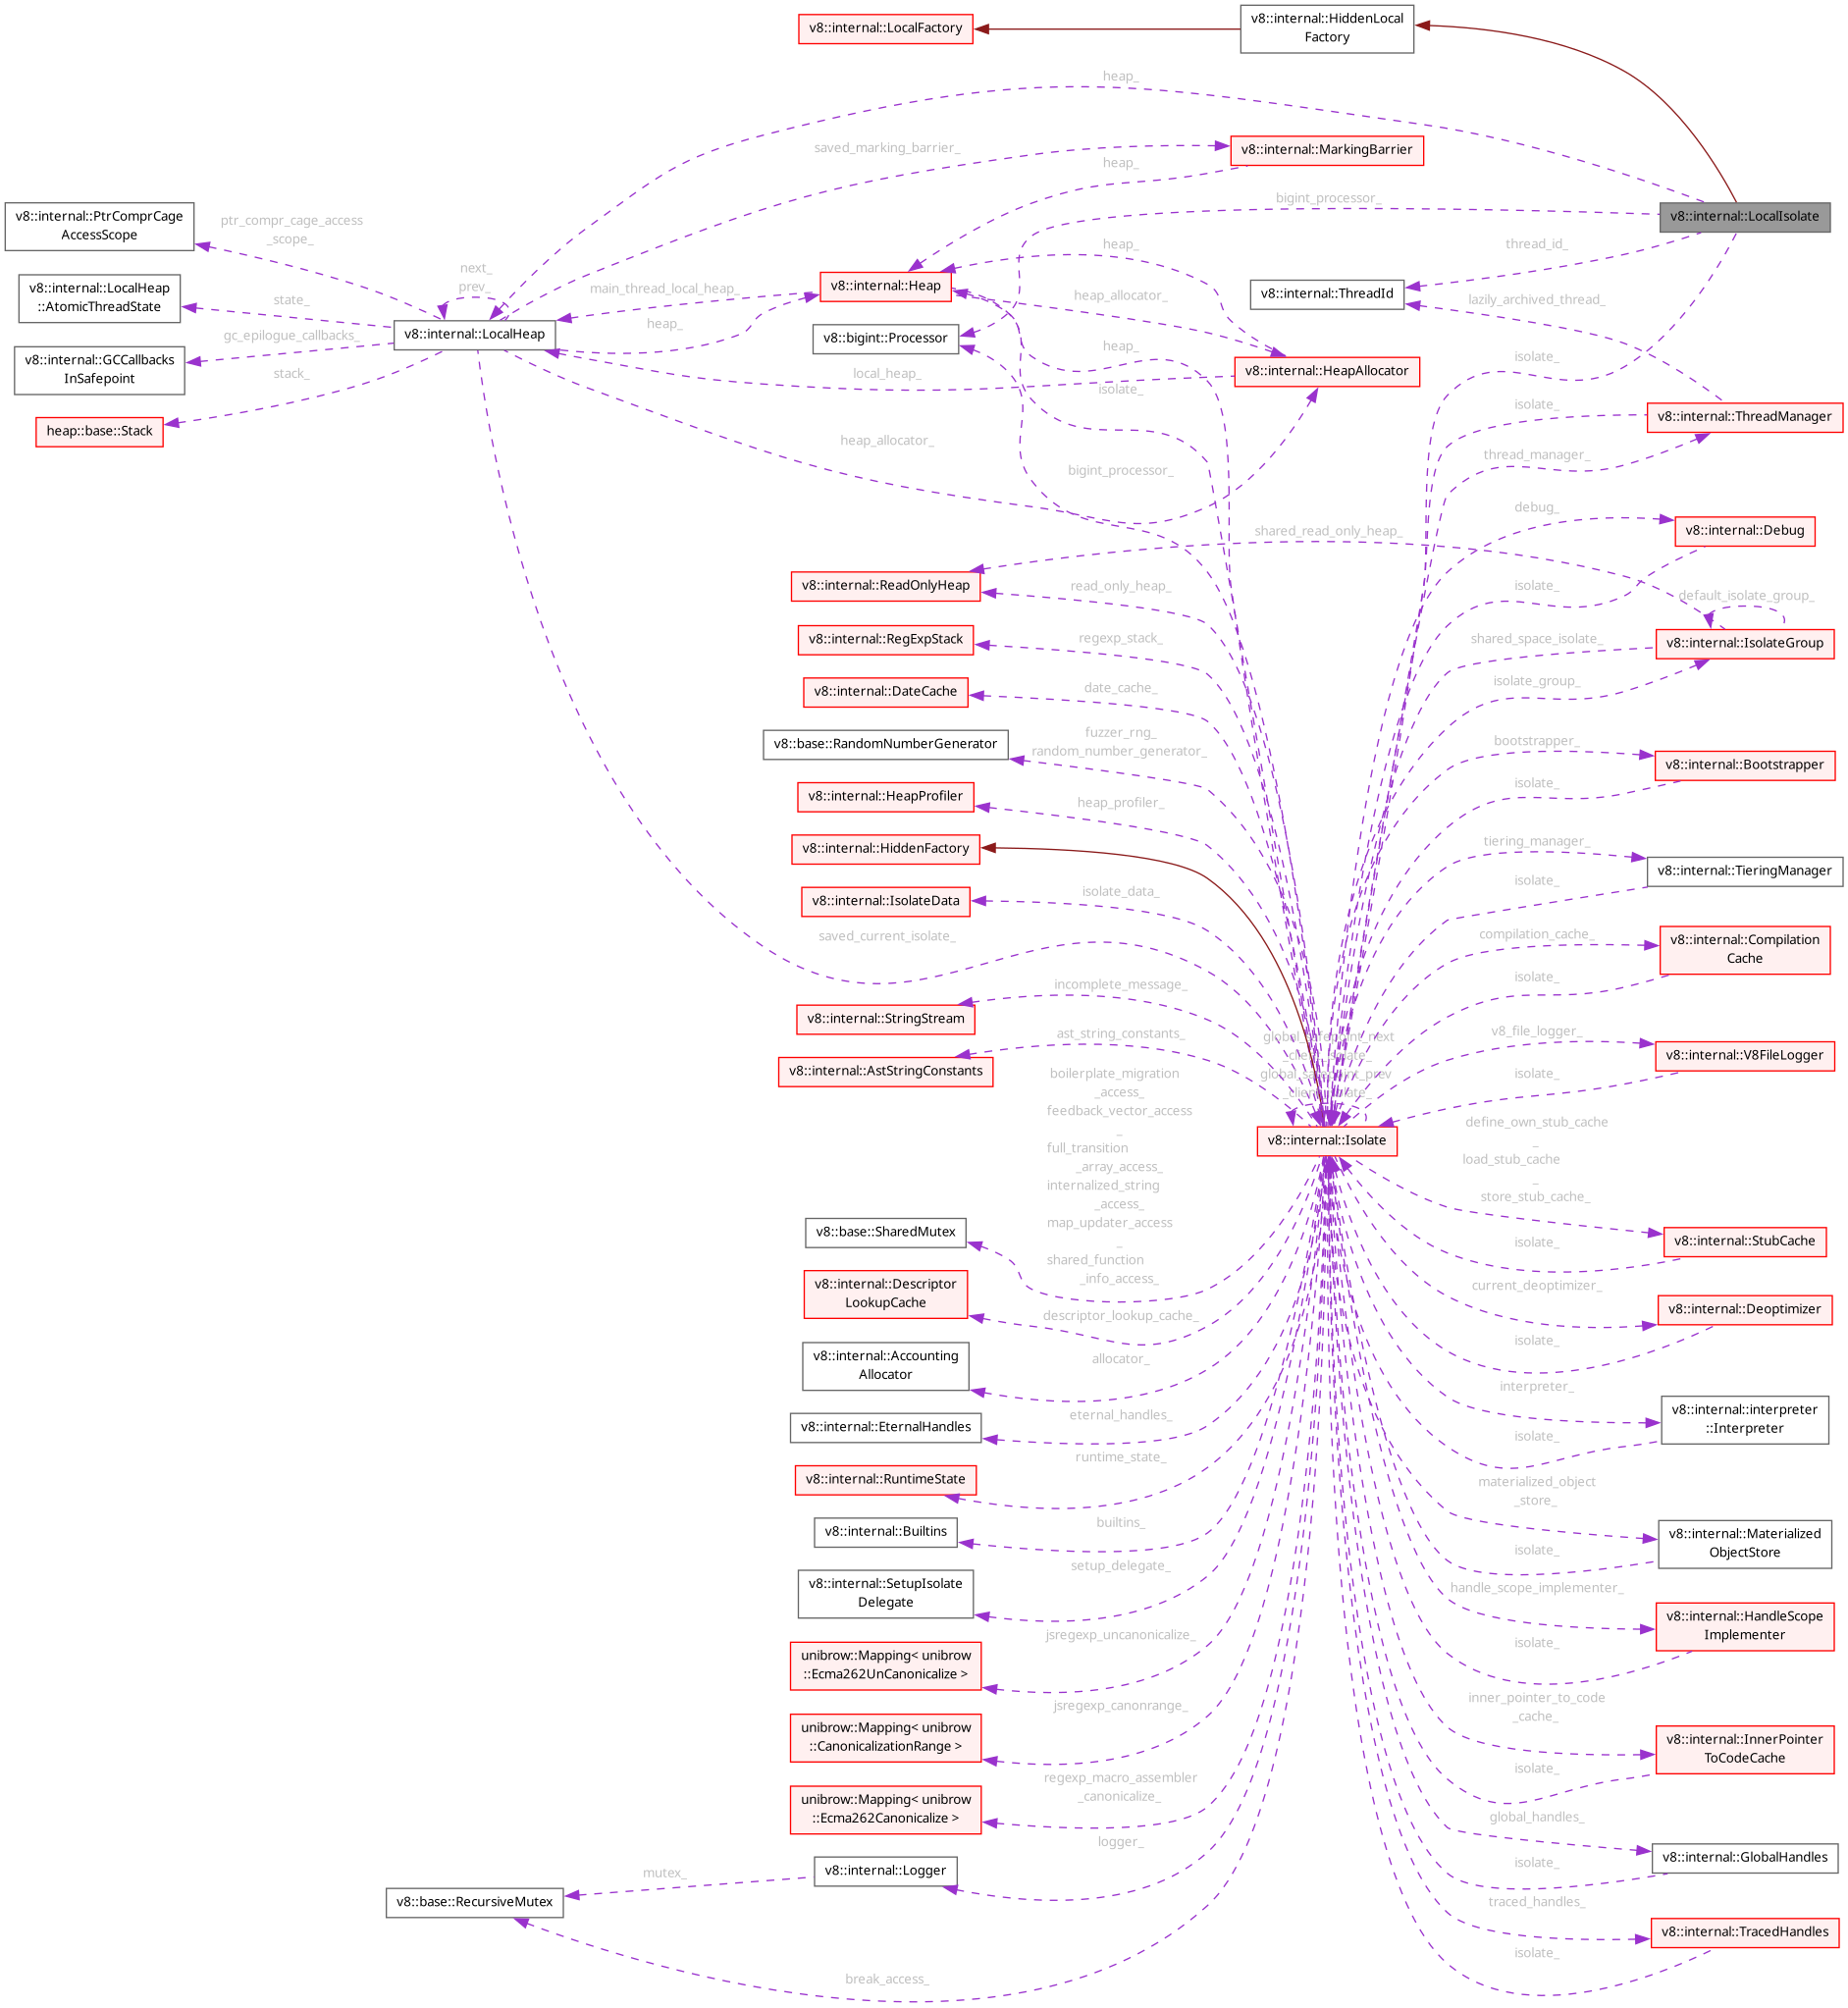 v8::internal::LocalFactory
v8::internal::HiddenLocal
Factory
heap_
saved_marking_barrier_
v8::internal::MarkingBarrier
heap_
bigint_processor_
v8::internal::LocalIsolate
v8::internal::PtrComprCage
AccessScope
ptr_compr_cage_access
_scope_
heap_
thread_id_
next_
prev_
v8::internal::LocalHeap
::AtomicThreadState
state_
main_thread_local_heap_
v8::internal::Heap
heap_allocator_
v8::internal::ThreadId
lazily_archived_thread_
gc_epilogue_callbacks_
v8::internal::LocalHeap
heap_
v8::bigint::Processor
heap_
isolate_
v8::internal::GCCallbacks
InSafepoint
stack_
local_heap_
v8::internal::HeapAllocator
isolate_
isolate_
v8::internal::ThreadManager
heap::base::Stack
heap_allocator_
bigint_processor_
thread_manager_
debug_
v8::internal::Debug
shared_read_only_heap_
v8::internal::ReadOnlyHeap
read_only_heap_
isolate_
default_isolate_group_
v8::internal::RegExpStack
regexp_stack_
shared_space_isolate_
v8::internal::IsolateGroup
v8::internal::DateCache
date_cache_
isolate_group_
v8::base::RandomNumberGenerator
fuzzer_rng_
random_number_generator_
bootstrapper_
v8::internal::Bootstrapper
v8::internal::HeapProfiler
heap_profiler_
isolate_
v8::internal::HiddenFactory
tiering_manager_
v8::internal::TieringManager
v8::internal::IsolateData
isolate_data_
isolate_
saved_current_isolate_
compilation_cache_
v8::internal::Compilation
Cache
v8::internal::StringStream
incomplete_message_
isolate_
v8::internal::AstStringConstants
ast_string_constants_
global_safepoint_next
_client_isolate_
global_safepoint_prev
_client_isolate_
v8_file_logger_
v8::internal::V8FileLogger
isolate_
boilerplate_migration
_access_
feedback_vector_access
_
full_transition
_array_access_
internalized_string
_access_
map_updater_access
_
shared_function
_info_access_
v8::internal::Isolate
define_own_stub_cache
_
load_stub_cache
_
store_stub_cache_
v8::base::SharedMutex
v8::internal::StubCache
isolate_
v8::internal::Descriptor
LookupCache
descriptor_lookup_cache_
current_deoptimizer_
v8::internal::Deoptimizer
isolate_
v8::internal::Accounting
Allocator
allocator_
interpreter_
v8::internal::interpreter
::Interpreter
v8::internal::EternalHandles
eternal_handles_
isolate_
v8::internal::RuntimeState
runtime_state_
materialized_object
_store_
v8::internal::Builtins
builtins_
v8::internal::Materialized
ObjectStore
isolate_
v8::internal::SetupIsolate
Delegate
setup_delegate_
handle_scope_implementer_
v8::internal::HandleScope
Implementer
isolate_
unibrow::Mapping< unibrow
::Ecma262UnCanonicalize >
jsregexp_uncanonicalize_
inner_pointer_to_code
_cache_
unibrow::Mapping< unibrow
::CanonicalizationRange >
jsregexp_canonrange_
v8::internal::InnerPointer
ToCodeCache
isolate_
unibrow::Mapping< unibrow
::Ecma262Canonicalize >
regexp_macro_assembler
_canonicalize_
global_handles_
v8::internal::GlobalHandles
logger_
isolate_
v8::internal::Logger
mutex_
v8::base::RecursiveMutex
traced_handles_
v8::internal::TracedHandles
break_access_
isolate_